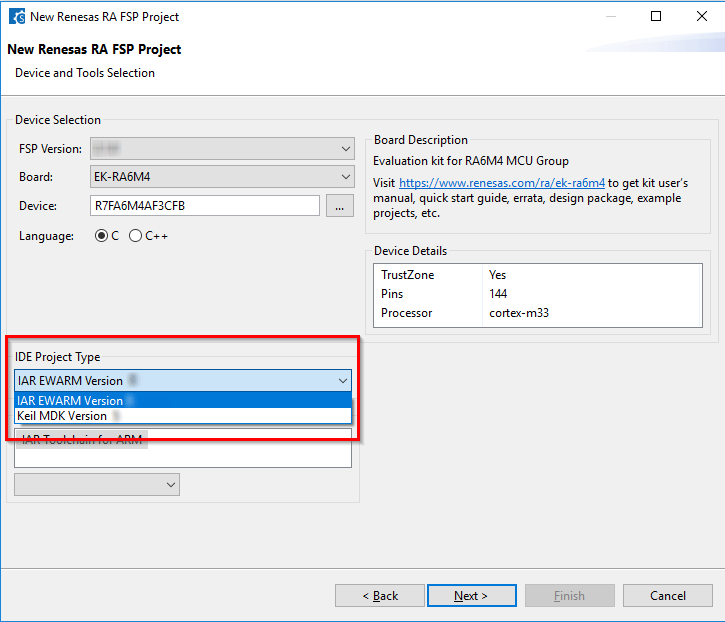 New Renesas RA FSP Project
New Renesas RA FSP Project
Device and Tools Selection
Device Selection
FSP Version:
Board:
EK-RA6M4
Device:
R7FA6M4AF3CFB
...
Language:
C
C++
Board Description
Evaluation kit for RA6M4 MCU Group
Visit https://www.renesas.com/ra/ek-ra6m4 to get kit user's
manual, quick start guide, errata, design package, example
projects, etc.
Device Details
TrustZone Yes
Pins 144
Processor cortex-m33
IDE Project Type
IAR EWARM Version
IAR EWARM Version
Keil MDK Version
IAR Toolchain for ARM
< Back
Next >
Finish
Cancel